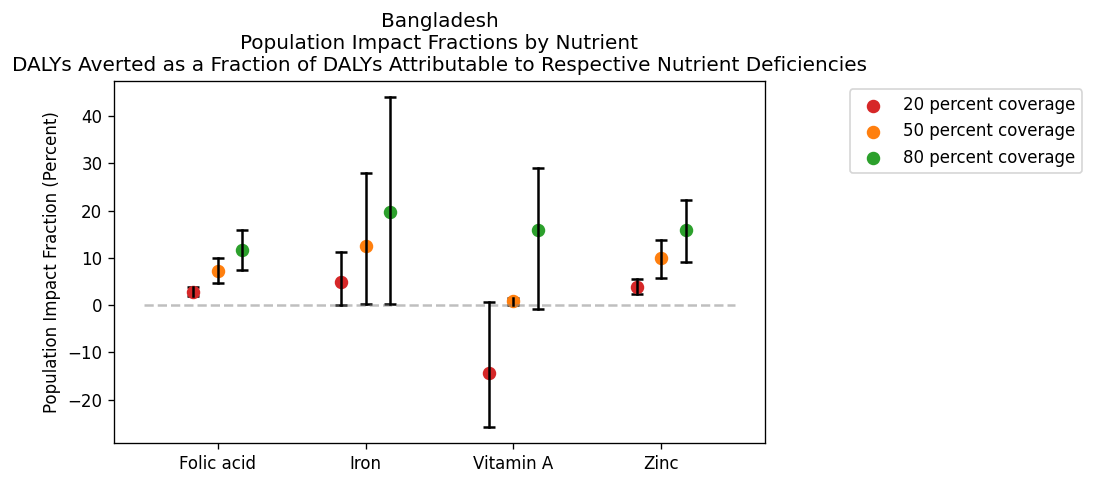 Bangladesh
Population Impact Fractions by Nutrient
DALYs Averted as a Fraction of DALYs Attributable to Respective Nutrient Deficiencies
Population Impact Fraction (Percent)
40
30
20
10
0
−10
−20
Folic acid
Iron
Vitamin A
Zinc
20 percent coverage
50 percent coverage
80 percent coverage